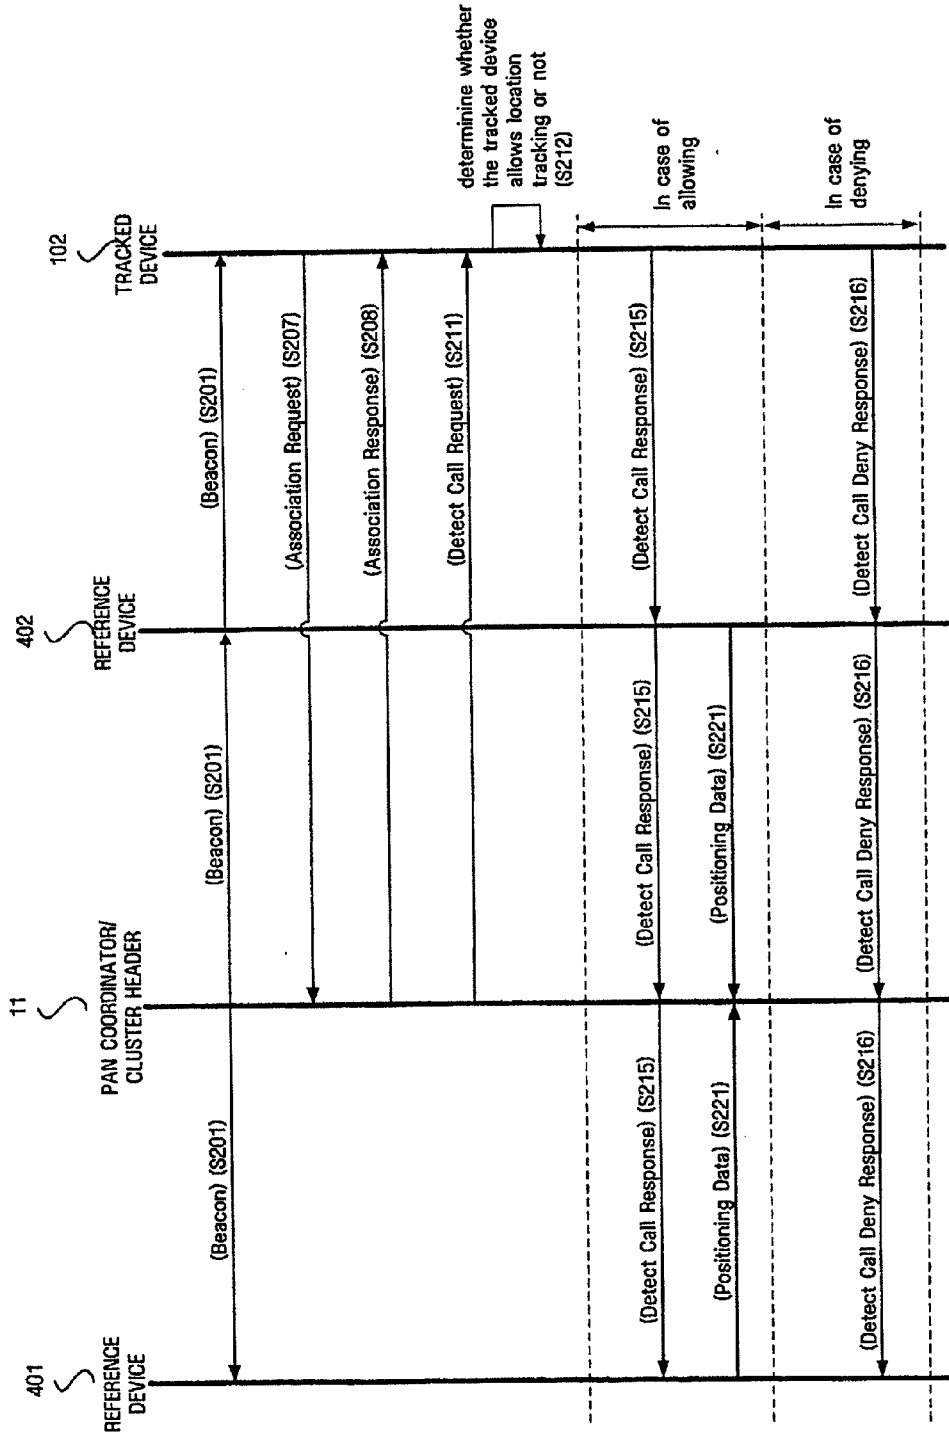 401
REFERENCE
DEVICE
11
PAN COORDINATOR/
CLUSTER HEADER
402
REFERENCE
DEVICE
102
TRACKED
DEVICE
(Beacon) (S201)
(Beacon) (S201)
(Beacon) (S201)
(Association Request) (S207)
(Association Response) (S208)
(Detect Call Request) (S211)
determinine whether
the tracked device
allows location
tracking or not
(S212)
(Detect Call Response) (S215)
(Detect Call Response) (S215)
(Detect Call Response) (S215)
In case of
allowing
(Positioning Data) (S221)
(Positioning Data) (S221)
(Detect Call Deny Response) (S216)
(Detect Call Deny Response) (S216)
(Detect Call Deny Response) (S216)
In case of
denying